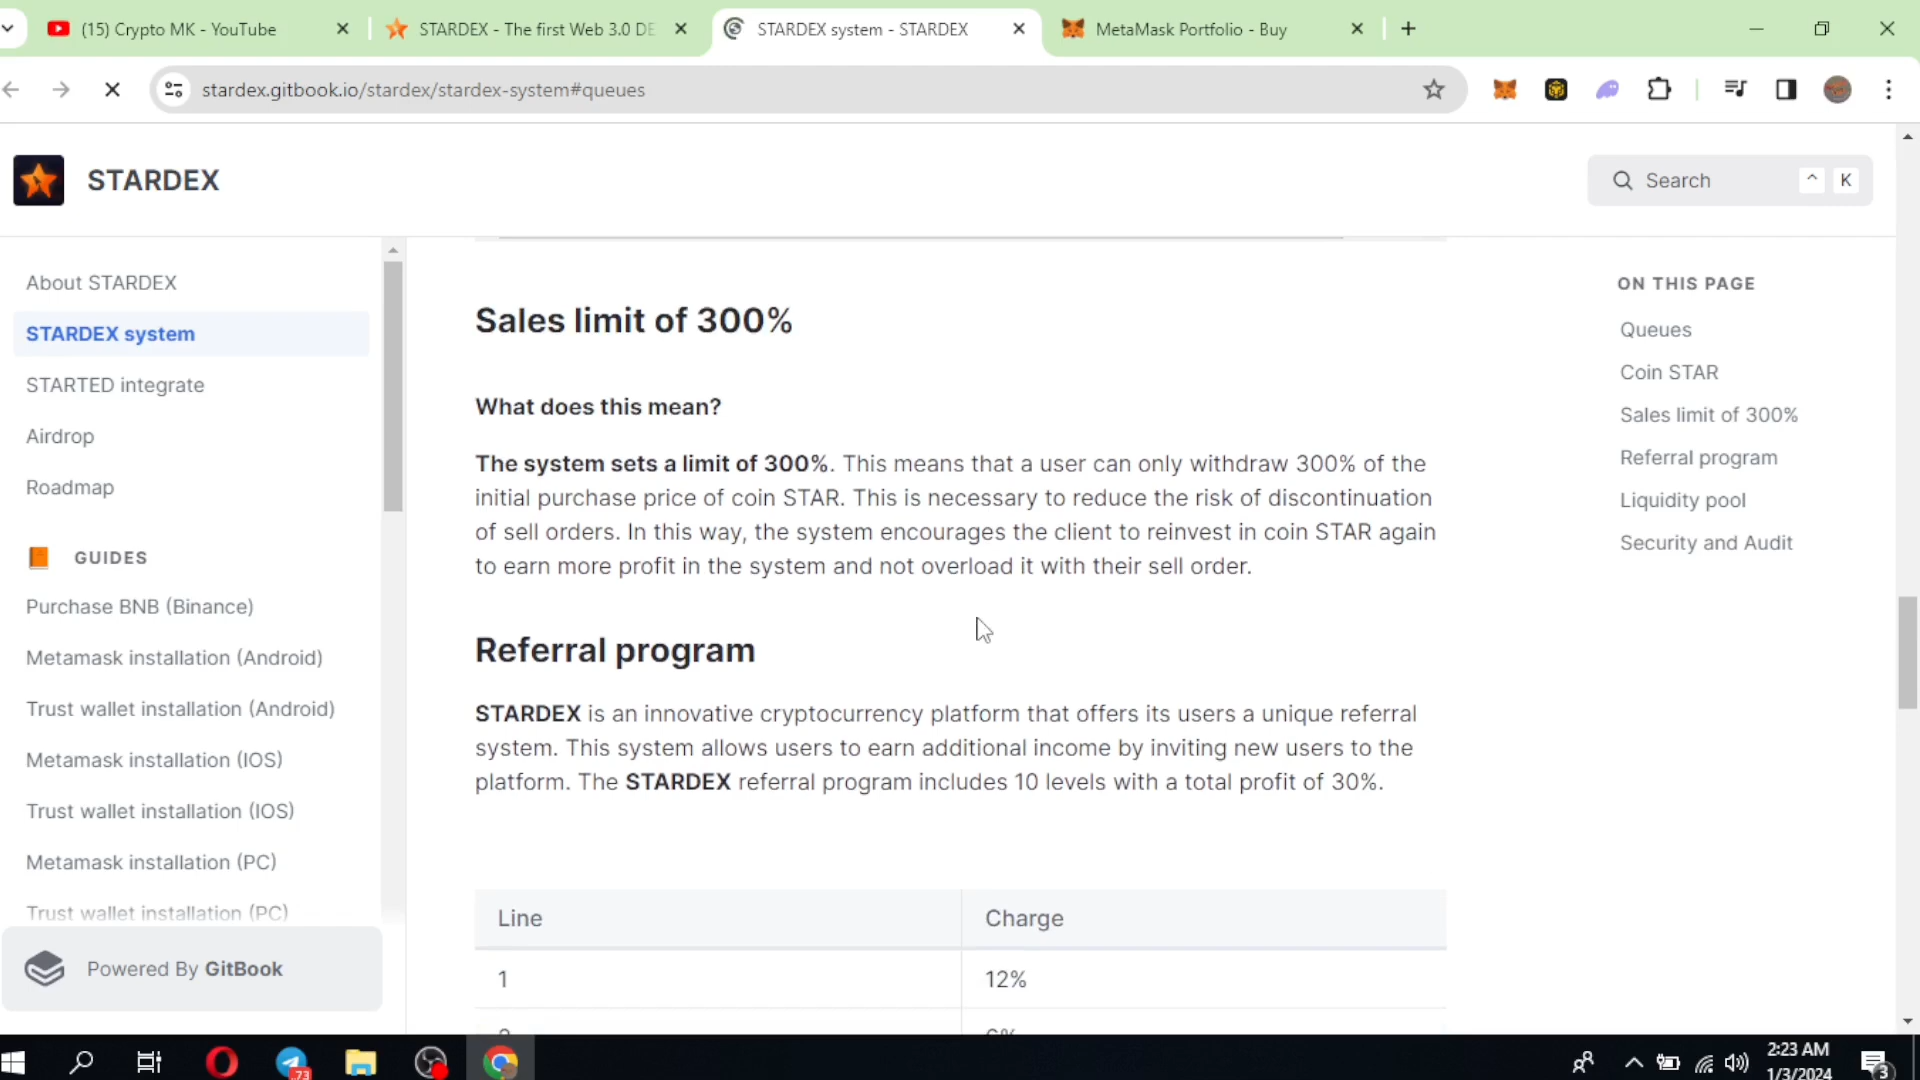 (15) Crypto MK - YouTube
STARDEX - The first Web 3.0 DE
STARDEX system - STARDEX
MetaMask Portfolio - Buy
stardex.gitbook.io/stardex/stardex-system#queues
STARDEX
Search
^
K
About STARDEX
STARDEX system
STARTED integrate
Airdrop
Roadmap
GUIDES
Purchase BNB (Binance)
Metamask installation (Android)
Trust wallet installation (Android)
Metamask installation (IOS)
Trust wallet installation (IOS)
Metamask installation (PC)
Trust wallet installation (PC)
Powered By GitBook
Sales limit of 300%
What does this mean?
The system sets a limit of 300%. This means that a user can only withdraw 300% of the
initial purchase price of coin STAR. This is necessary to reduce the risk of discontinuation
of sell orders. In this way, the system encourages the client to reinvest in coin STAR again
to earn more profit in the system and not overload it with their sell order.
Referral program
STARDEX is an innovative cryptocurrency platform that offers its users a unique referral
system. This system allows users to earn additional income by inviting new users to the
platform. The STARDEX referral program includes 10 levels with a total profit of 30%.
Line
Charge
1
12%
ON THIS PAGE
Queues
Coin STAR
Sales limit of 300%
Referral program
Liquidity pool
Security and Audit
73
2:23 AM
1/3/2024
3